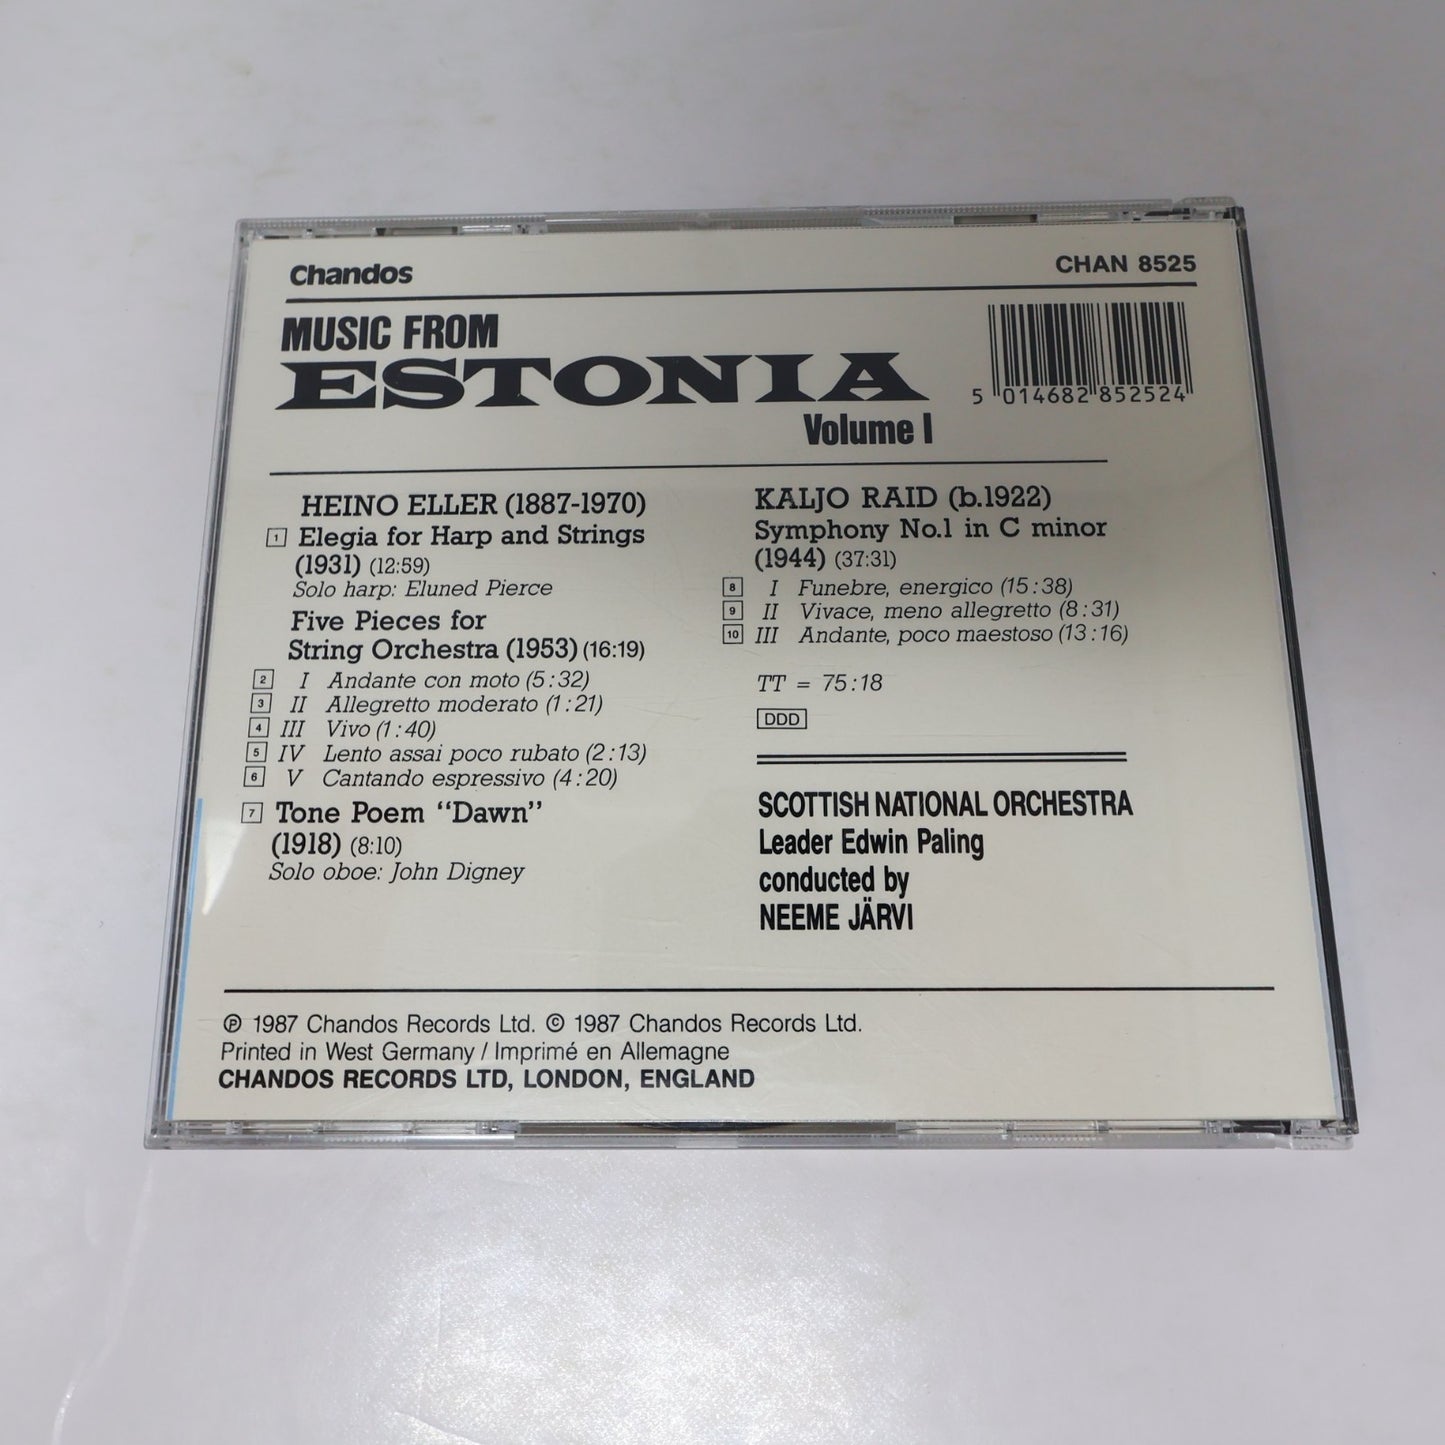 Chandos
CHAN 8525
MUSIC FROM
ESTONIA
Volume I
5 014682 852524
HEINO ELLER (1887-1970)
1 Elegia for Harp and Strings
(1931) (12:59)
Solo harp: Eluned Pierce
Five Pieces for
String Orchestra (1953) (16:19)
2 I Andante con moto (5:32)
3 II Allegretto moderato (1:21)
4 III Vivo (1:40)
5 IV Lento assai poco rubato (2:13)
6 V Cantando espressivo (4:20)
7 Tone Poem “Dawn”
(1918) (8:10)
Solo oboe: John Digney
KALJO RAID (b.1922)
Symphony No.1 in C minor
(1944) (37:31)
8 I Funebre, energico (15:38)
9 II Vivace, meno allegretto (8:31)
10 III Andante, poco maestoso (13:16)
TT = 75:18
DDD
SCOTTISH NATIONAL ORCHESTRA
Leader Edwin Paling
conducted by
NEEME JÄRVI
℗ 1987 Chandos Records Ltd. © 1987 Chandos Records Ltd.
Printed in West Germany / Imprimé en Allemagne
CHANDOS RECORDS LTD, LONDON, ENGLAND